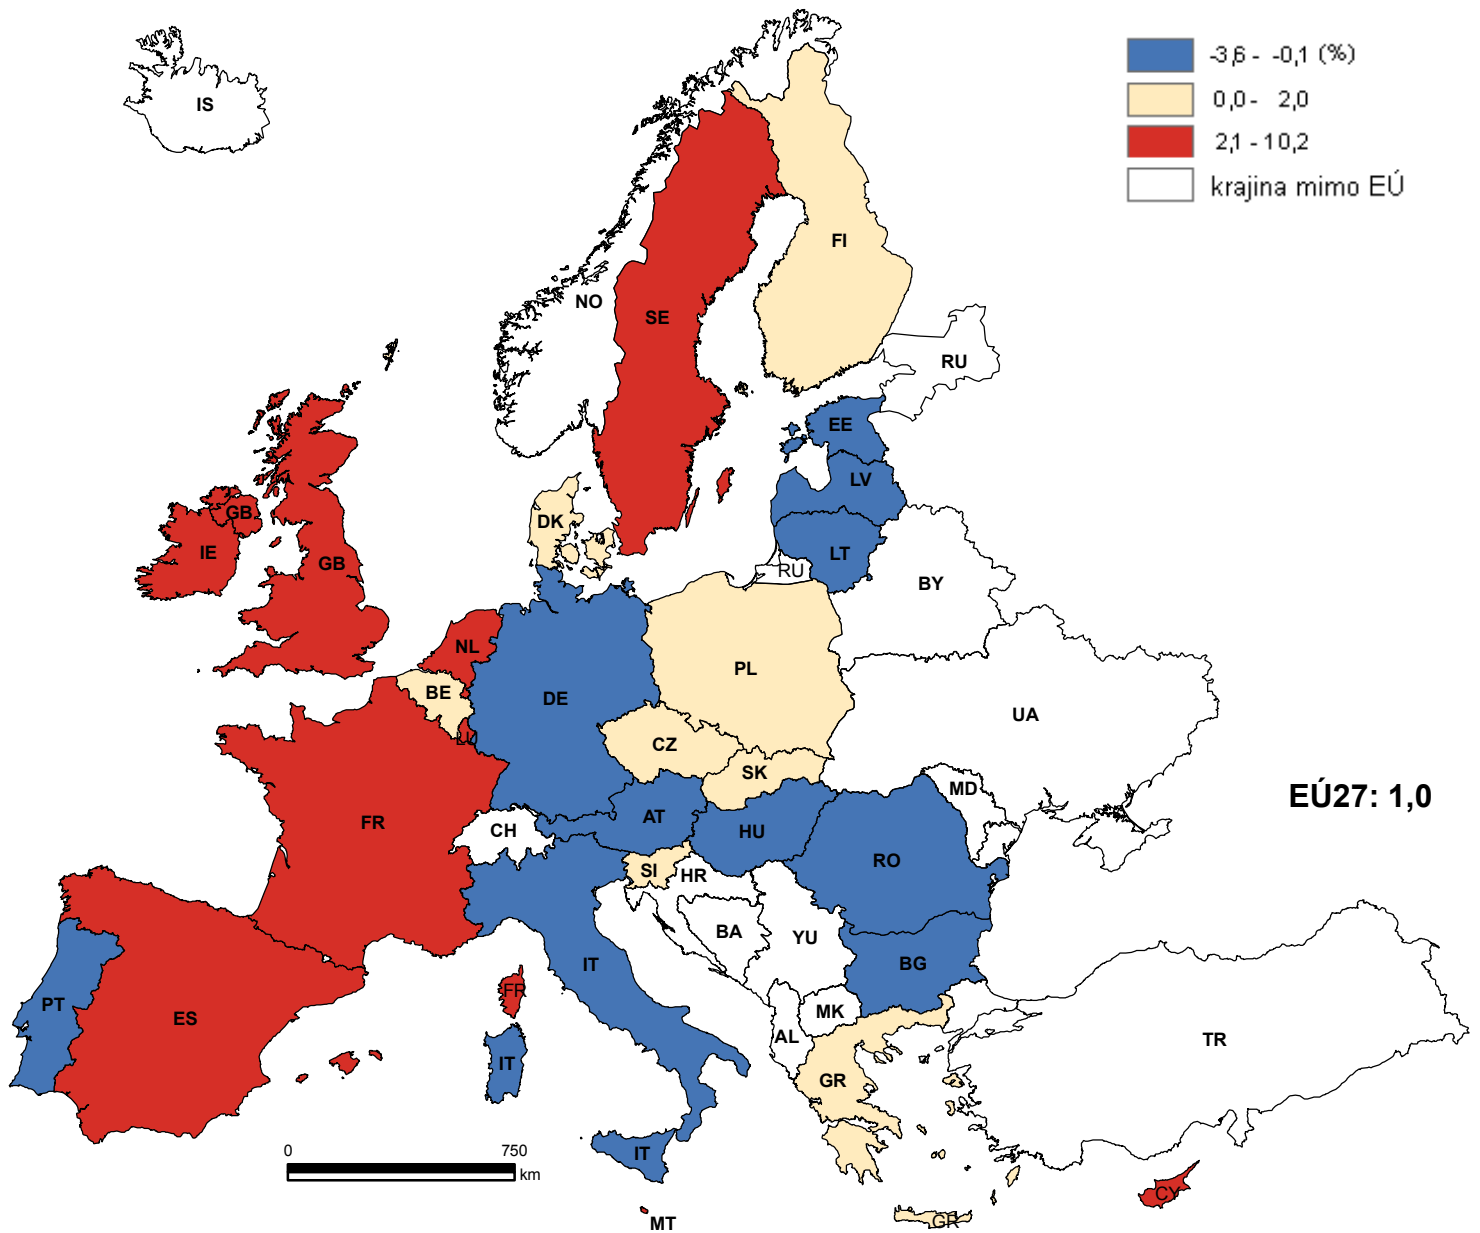 -3,6 - -0,1 (%)
0,0 - 2,0
2,1 - 10,2
krajina mimo EÚ
IS
FI
NO
SE
RU
EE
LV
LT
RU
BY
DK
GB
IE
GB
NL
BE
LU
DE
PL
UA
CZ
SK
MD
EÚ27: 1,0
FR
CH
AT
HU
RO
SI
HR
BA
YU
BG
IT
FR
PT
ES
MK
AL
TR
IT
GR
0 750
km
IT
MT
CY
GR